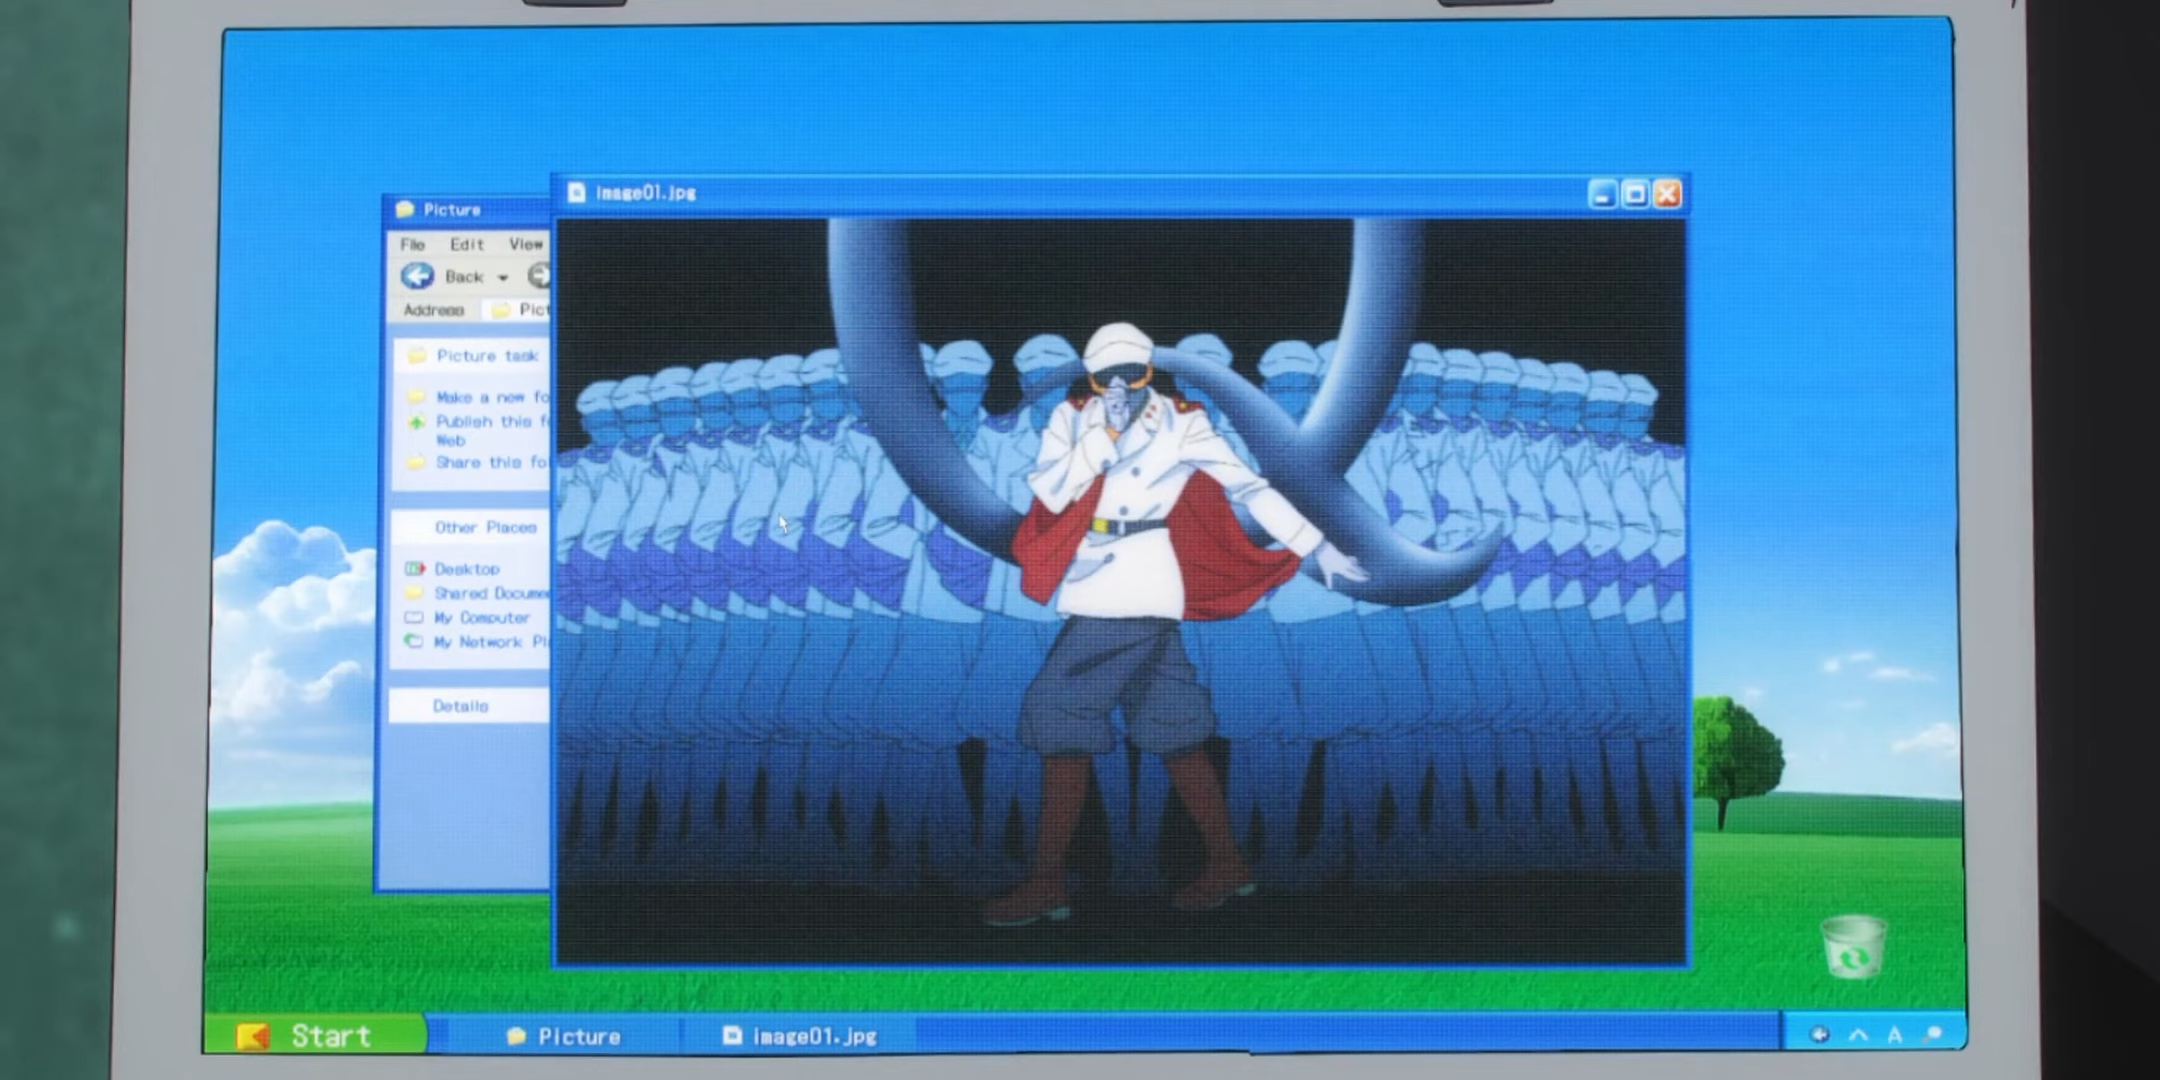 Picture
image01.jpg
File Edit View
Back
Address
Picture task
Make a new
Publish this
Web
Share this
Other Places
Desktop
Shared
My Computer
My Network
Details
Start
Picture
image01.jpg
A